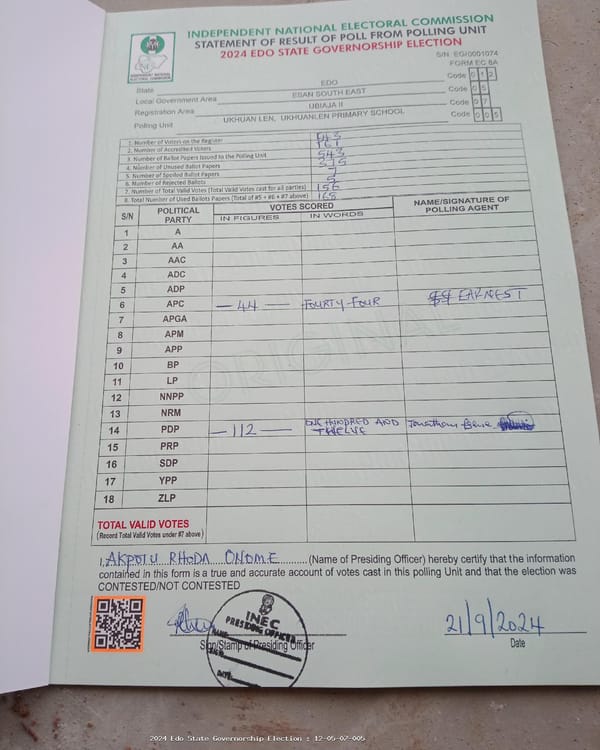 INDEPENDENT NATIONAL ELECTORAL COMMISSION
STATEMENT OF RESULT OF POLL FROM POLLING UNIT
2024 EDO STATE GOVERNORSHIP ELECTION
S/N EG/0001074
FORM EC 8A
INDEPENDENT NATIONAL ELECTORAL COMMISSION
State EDO Code 1 2
Local Government Area ESAN SOUTH EAST Code 0 5
Registration Area UBIAJA II Code 0 7
Polling Unit UKHUAN LEN, UKHUANLEN PRIMARY SCHOOL Code 0 0 5
1. Number of Voters on the Register 543
2. Number of Accredited Voters 161
3. Number of Ballot Papers Issued to the Polling Unit 543
4. Number of Unused Ballot Papers
5. Number of Spoiled Ballot Papers
6. Number of Rejected Ballots
7. Number of Total Valid Votes (Total Valid Votes cast for all parties) 156
8. Total Number of Used Ballots Papers (Total of #5 + #6 + #7 above)
S/N POLITICAL PARTY VOTES SCORED NAME/SIGNATURE OF POLLING AGENT
IN FIGURES IN WORDS
1 A
2 AA
3 AAC
4 ADC
5 ADP
6 APC — 44 — FOURTY-FOUR EARNEST
7 APGA
8 APM
9 APP
10 BP
11 LP
12 NNPP
13 NRM
14 PDP — 112 — ONE HUNDRED AND TWELVE Jonathan
15 PRP
16 SDP
17 YPP
18 ZLP
ORIGINAL
TOTAL VALID VOTES
(Record Total Valid Votes under #7 above)
I, AKPOTU RHODA ONOME (Name of Presiding Officer) hereby certify that the information
contained in this form is a true and accurate account of votes cast in this polling Unit and that the election was
CONTESTED/NOT CONTESTED
INEC
PRESIDING OFFICER
NAME
SIGN
DATE
Sign/Stamp of Presiding Officer
21/9/2024
Date
2024 Edo State Governorship Election : 12-05-07-005